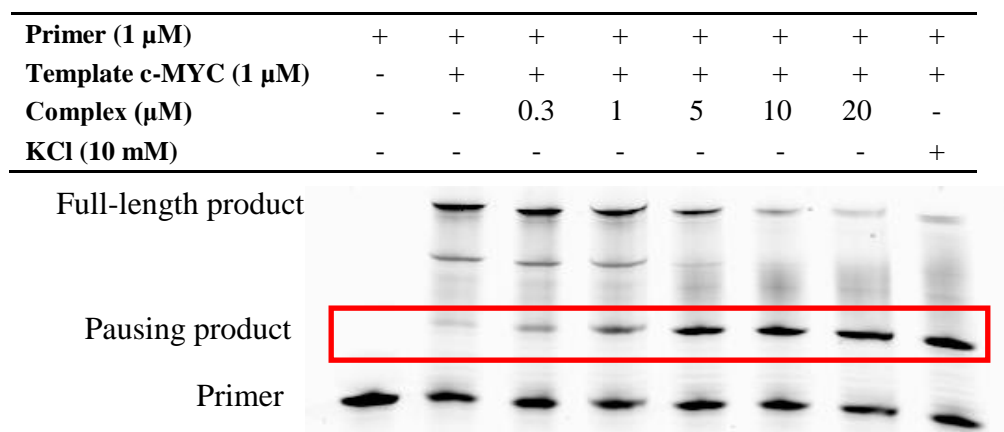 Primer (1 μM) + + + + + + + +
Template c-MYC (1 μM) - + + + + + + +
Complex (μM) - - 0.3 1 5 10 20 -
KCl (10 mM) - - - - - - - +
Full-length product
Pausing product
Primer